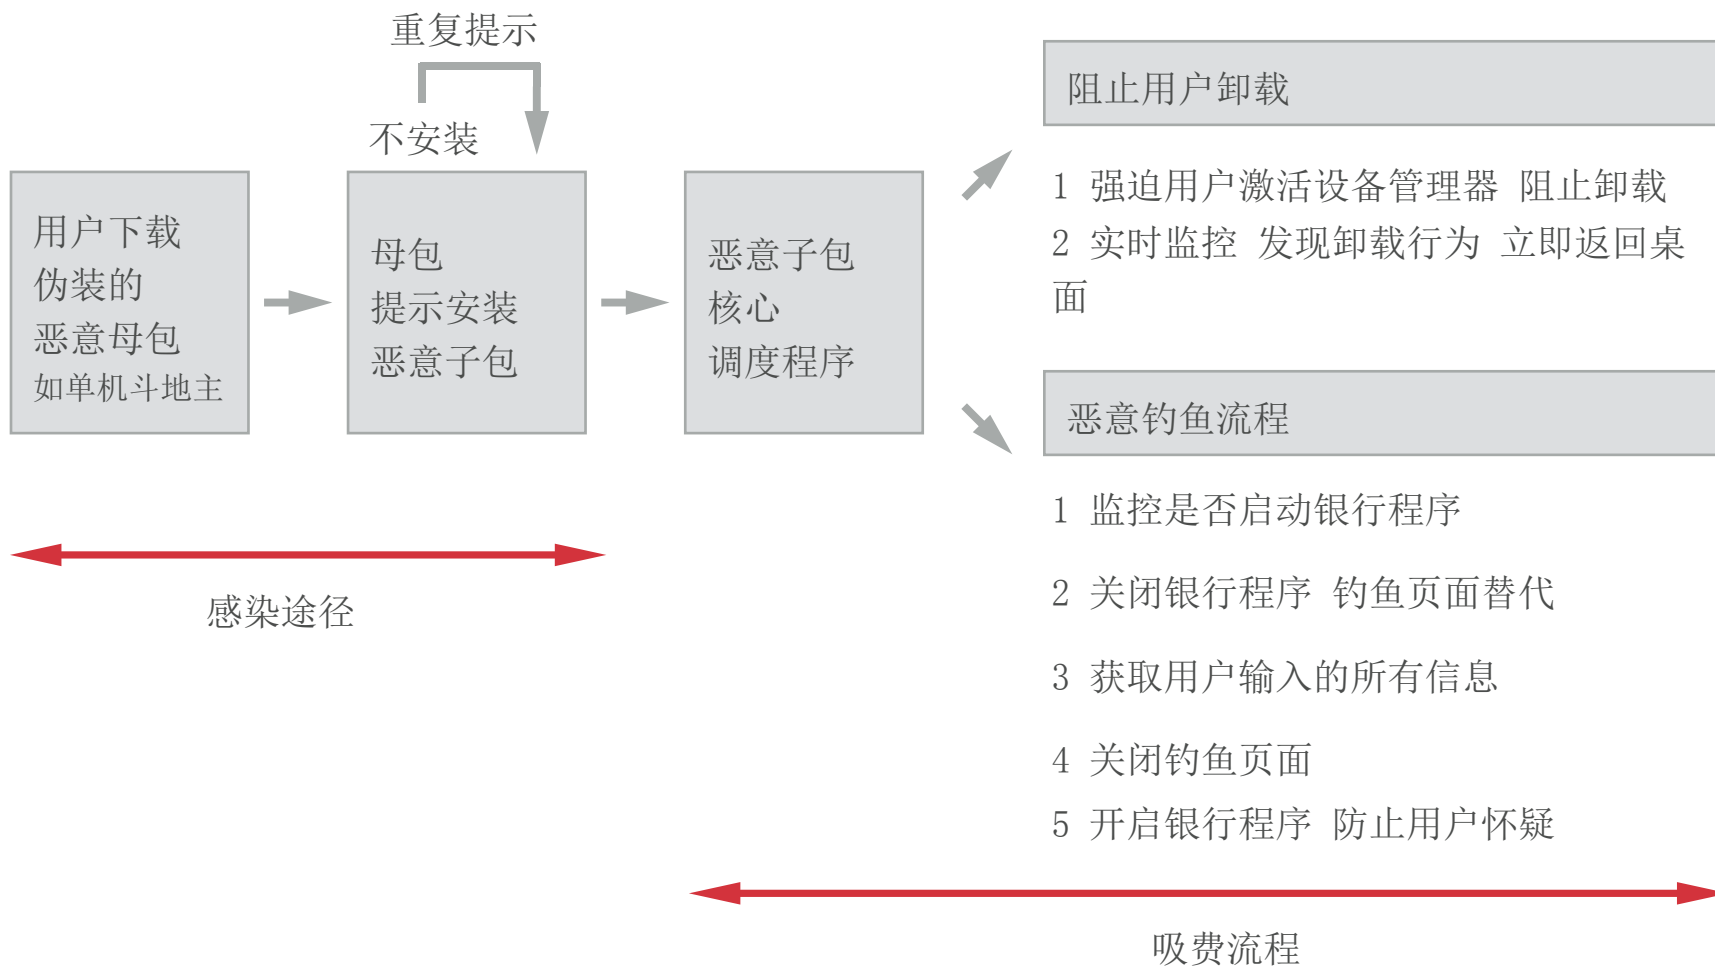 重复提示
不安装
用户下载
伪装的
恶意母包
如单机斗地主
母包
提示安装
恶意子包
恶意子包
核心
调度程序
阻止用户卸载
1 强迫用户激活设备管理器 阻止卸载
2 实时监控 发现卸载行为 立即返回桌
面
恶意钓鱼流程
1 监控是否启动银行程序
2 关闭银行程序 钓鱼页面替代
3 获取用户输入的所有信息
4 关闭钓鱼页面
5 开启银行程序 防止用户怀疑
感染途径
吸费流程